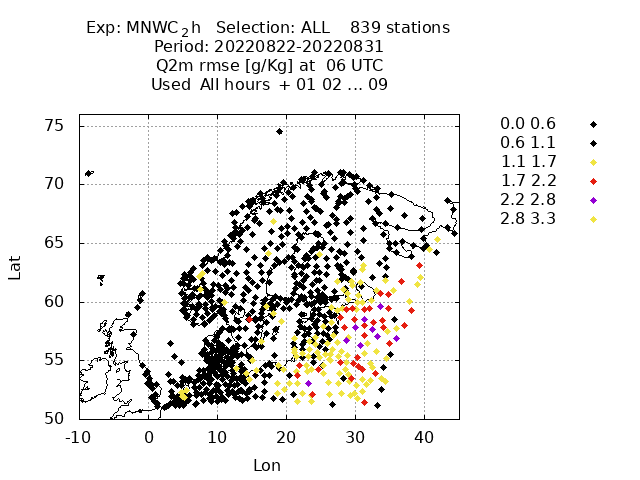 Exp: MNWC2h Selection: ALL 839 stations
Period: 20220822-20220831
Q2m rmse [g/Kg] at 06 UTC
Used All hours + 01 02 ... 09
75
70
65
60
55
50
-10 0 10 20 30 40
Lat
Lon
0.0 0.6
0.6 1.1
1.1 1.7
1.7 2.2
2.2 2.8
2.8 3.3